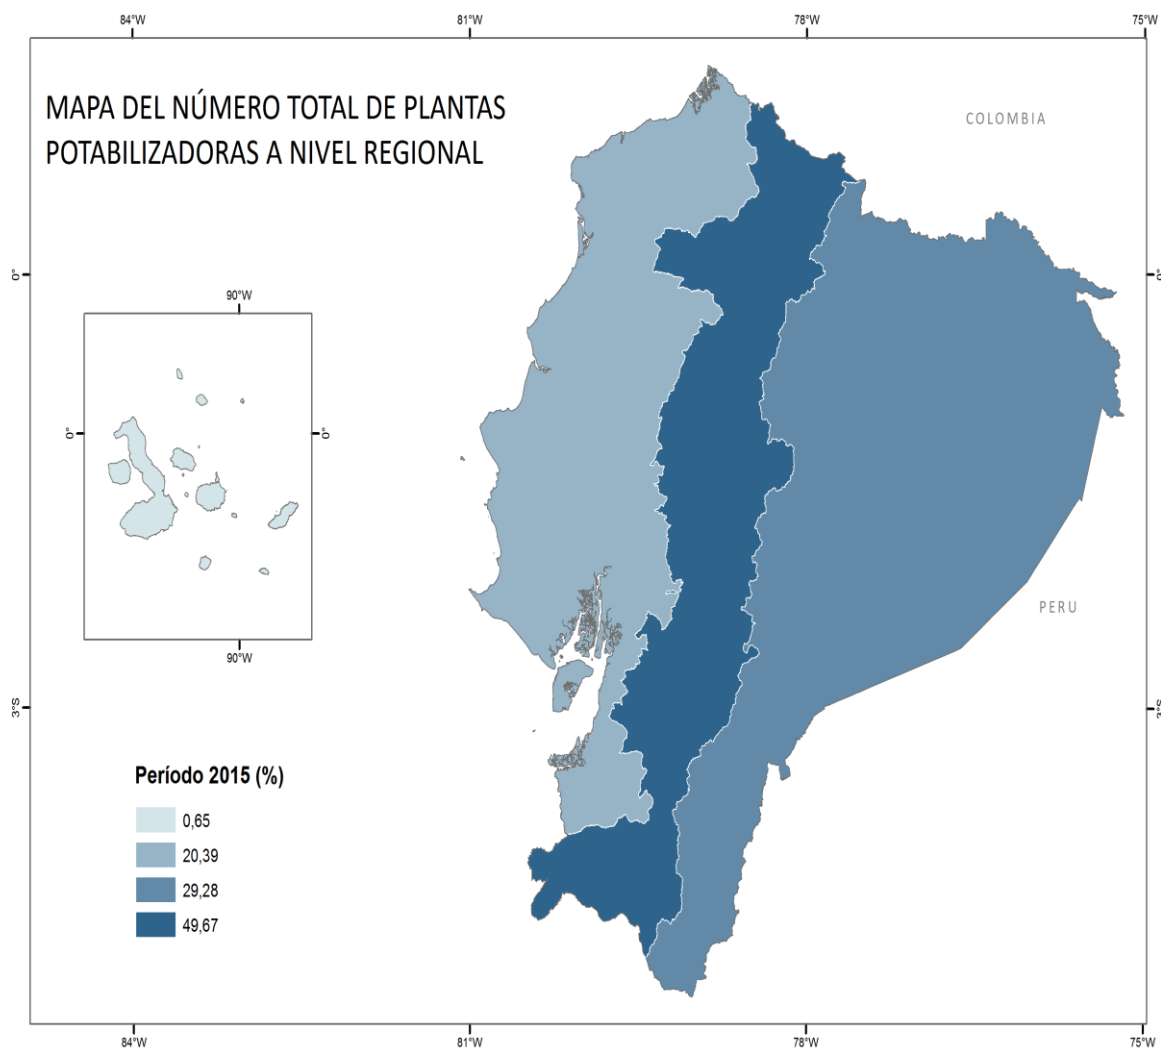 84°W
81°W
78°W
75°W
MAPA DEL NÚMERO TOTAL DE PLANTAS
POTABILIZADORAS A NIVEL REGIONAL
COLOMBIA
0°
0°
90°W
0°
0°
90°W
PERU
3°S
3°S
Período 2015 (%)
0,65
20,39
29,28
49,67
84°W
81°W
78°W
75°W